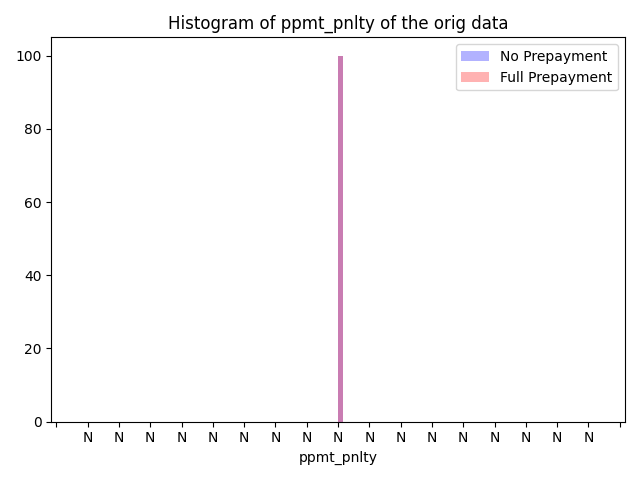 Histogram of ppmt_pnlty of the orig data
No Prepayment
Full Prepayment
100
80
60
40
20
0
N N N N N N N N N N N N N N N N N
ppmt_pnlty